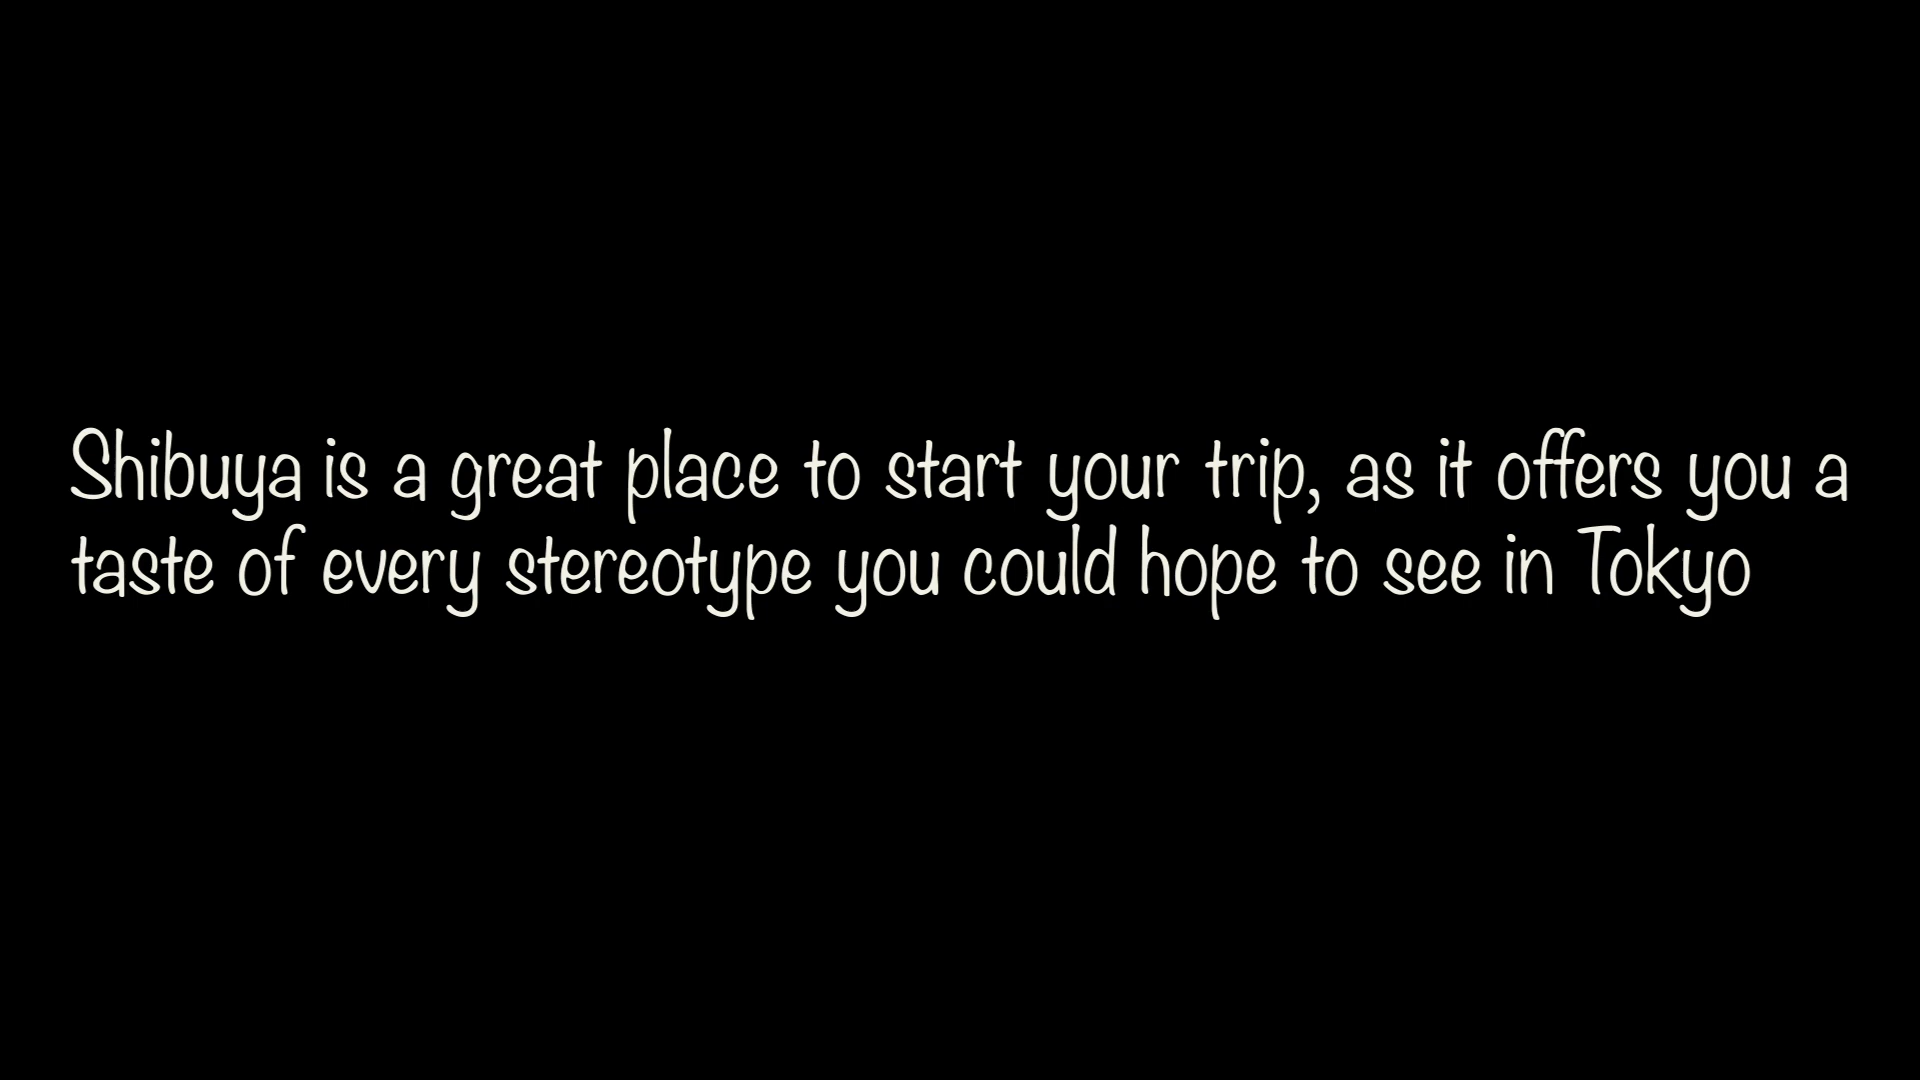 Shibuya is a great place to start your trip, as it offers you a
taste of every stereotype you could hope to see in Tokyo